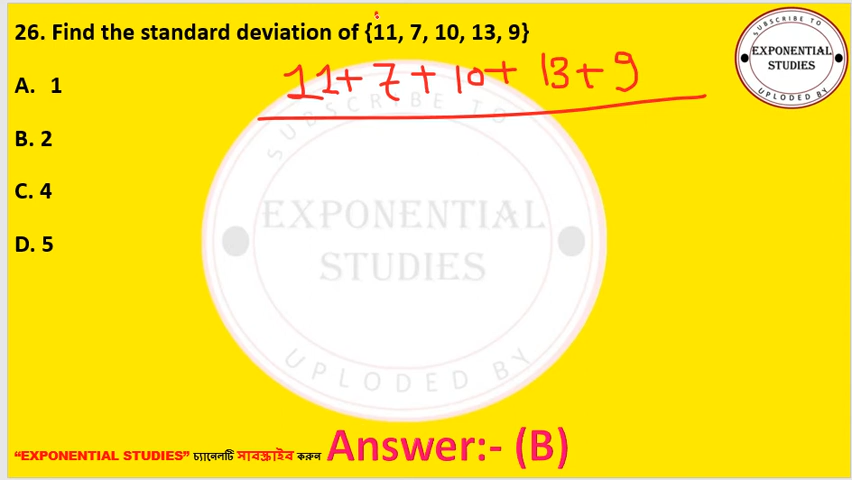 26. Find the standard deviation of {11, 7, 10, 13, 9}
11 + 7 + 10 + 13 + 9
A. 1
B. 2
C. 4
D. 5
SUBSCRIBE TO
EXPONENTIAL
STUDIES
UPLODED BY
SUBSCRIBE TO
EXPONENTIAL
STUDIES
UPLODED BY
Answer:- (B)
“EXPONENTIAL STUDIES” চ্যানেলটি সাবস্ক্রাইব করুন